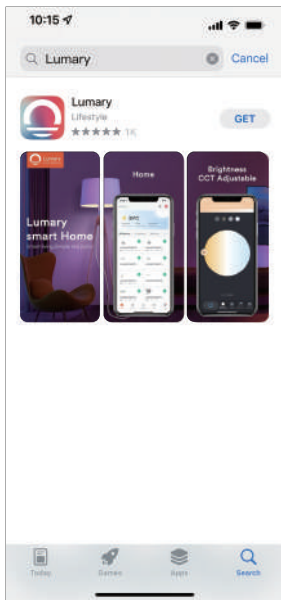 10:15
Lumary
Cancel
Lumary
Lifestyle
1K
GET
Lumary
Lumary
smart Home
Home
Brightness
CCT Adjustable
Today
Games
Apps
Search